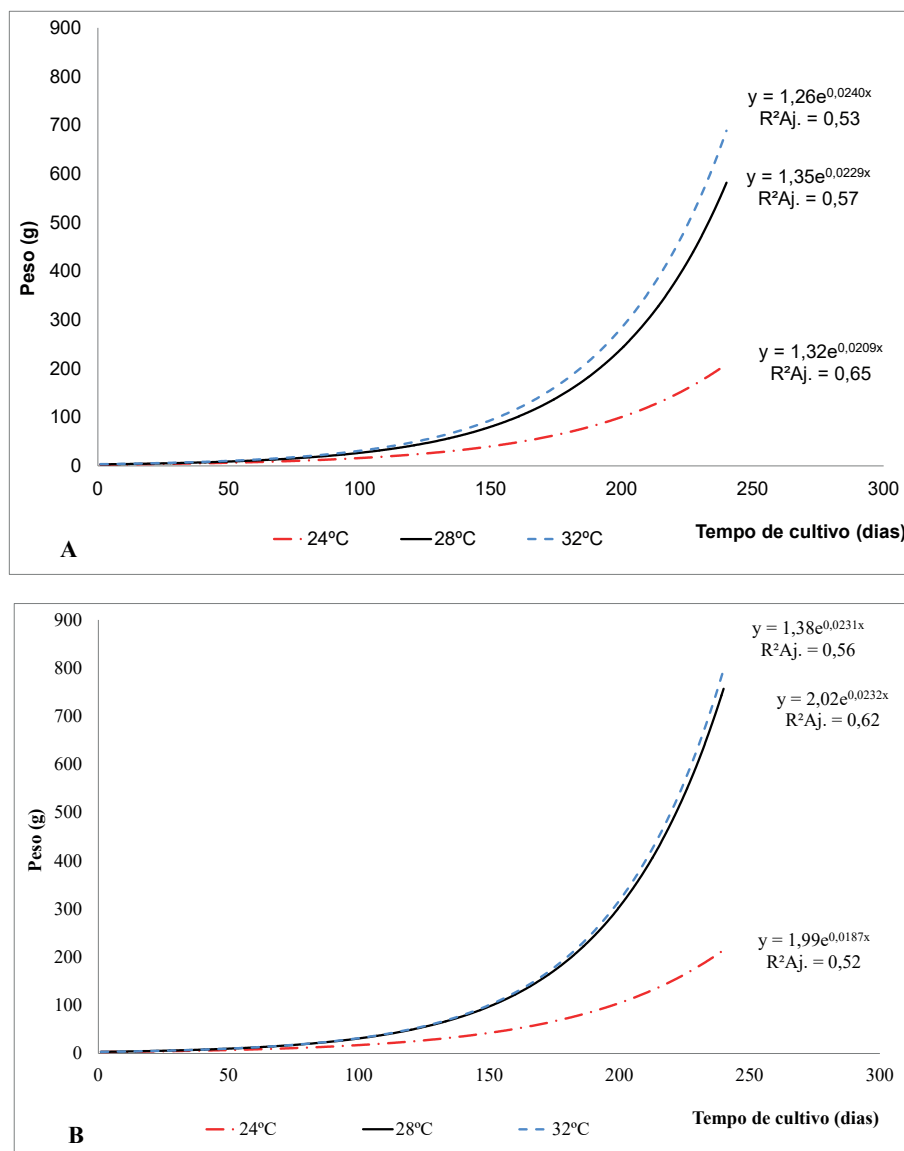 900
800
700
600
500
400
300
200
100
0
Peso (g)
y = 1,26e^0,0240x
R²Aj. = 0,53
y = 1,35e^0,0229x
R²Aj. = 0,57
y = 1,32e^0,0209x
R²Aj. = 0,65
0 50 100 150 200 250 300
Tempo de cultivo (dias)
24ºC 28ºC 32ºC
A
900
800
700
600
500
400
300
200
100
0
Peso (g)
y = 1,38e^0,0231x
R²Aj. = 0,56
y = 2,02e^0,0232x
R²Aj. = 0,62
y = 1,99e^0,0187x
R²Aj. = 0,52
0 50 100 150 200 250 300
Tempo de cultivo (dias)
24ºC 28ºC 32ºC
B